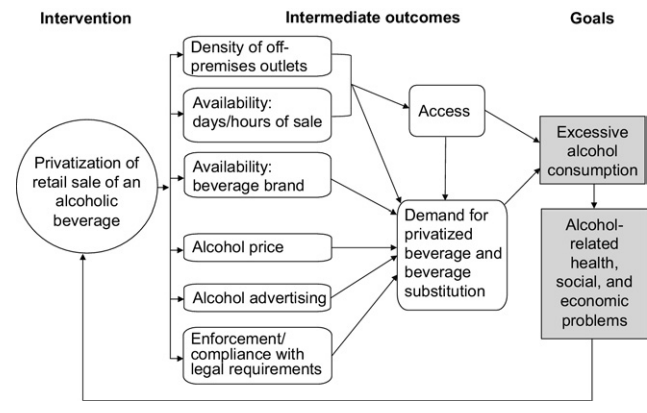 Intervention
Intermediate outcomes
Goals
Density of off-
premises outlets
Availability:
days/hours of sale
Access
Excessive
alcohol
consumption
Privatization of
retail sale of an
alcoholic
beverage
Availability:
beverage brand
Demand for
privatized
beverage and
beverage
substitution
Alcohol-
related
health,
social, and
economic
problems
Alcohol price
Alcohol advertising
Enforcement/
compliance with
legal requirements